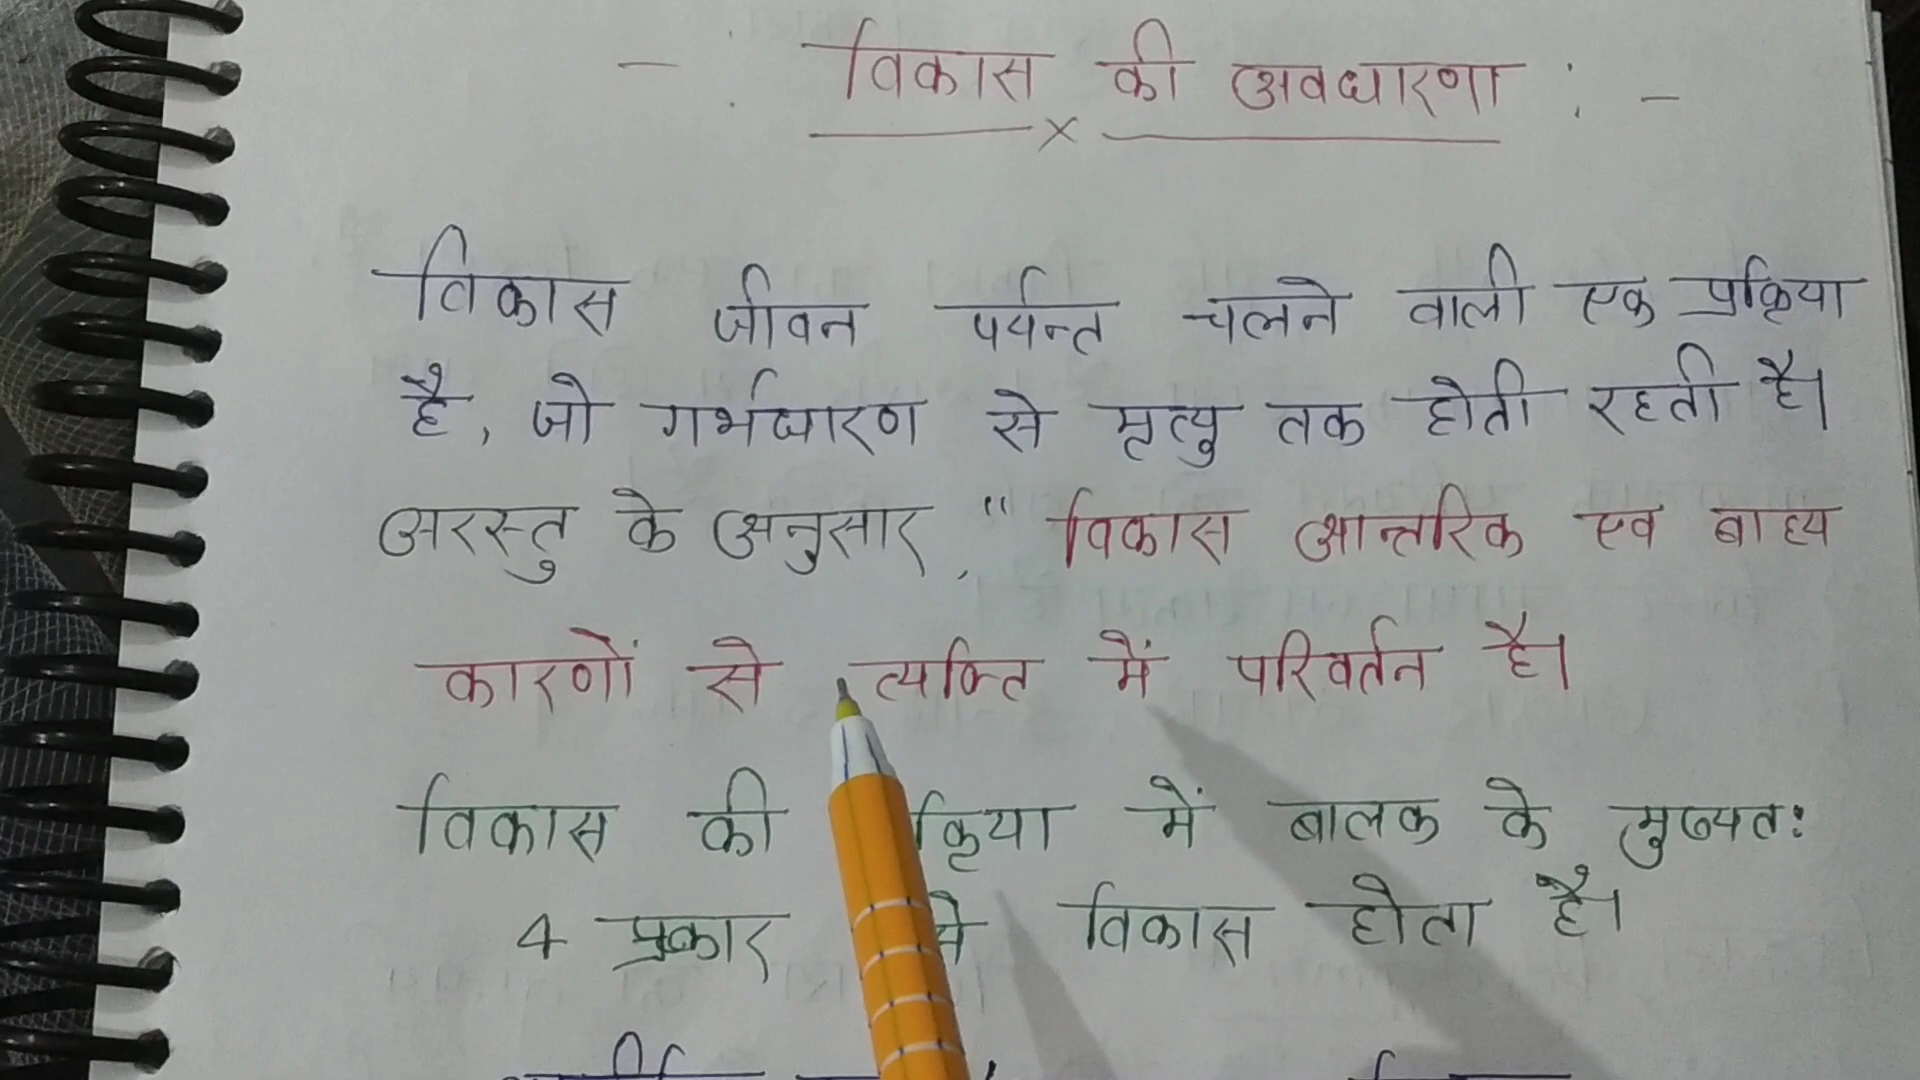 -: विकास की अवधारणा :-
विकास जीवन पर्यन्त चलने वाली एक प्रक्रिया
है, जो गर्भधारण से मृत्यु तक होती रहती है।
अरस्तु के अनुसार, "विकास आन्तरिक एव बाह्य
कारणों से व्यक्ति में परिवर्तन है।
विकास की क्रिया में बालक के मुख्यतः
4 प्रकार से विकास होता है।